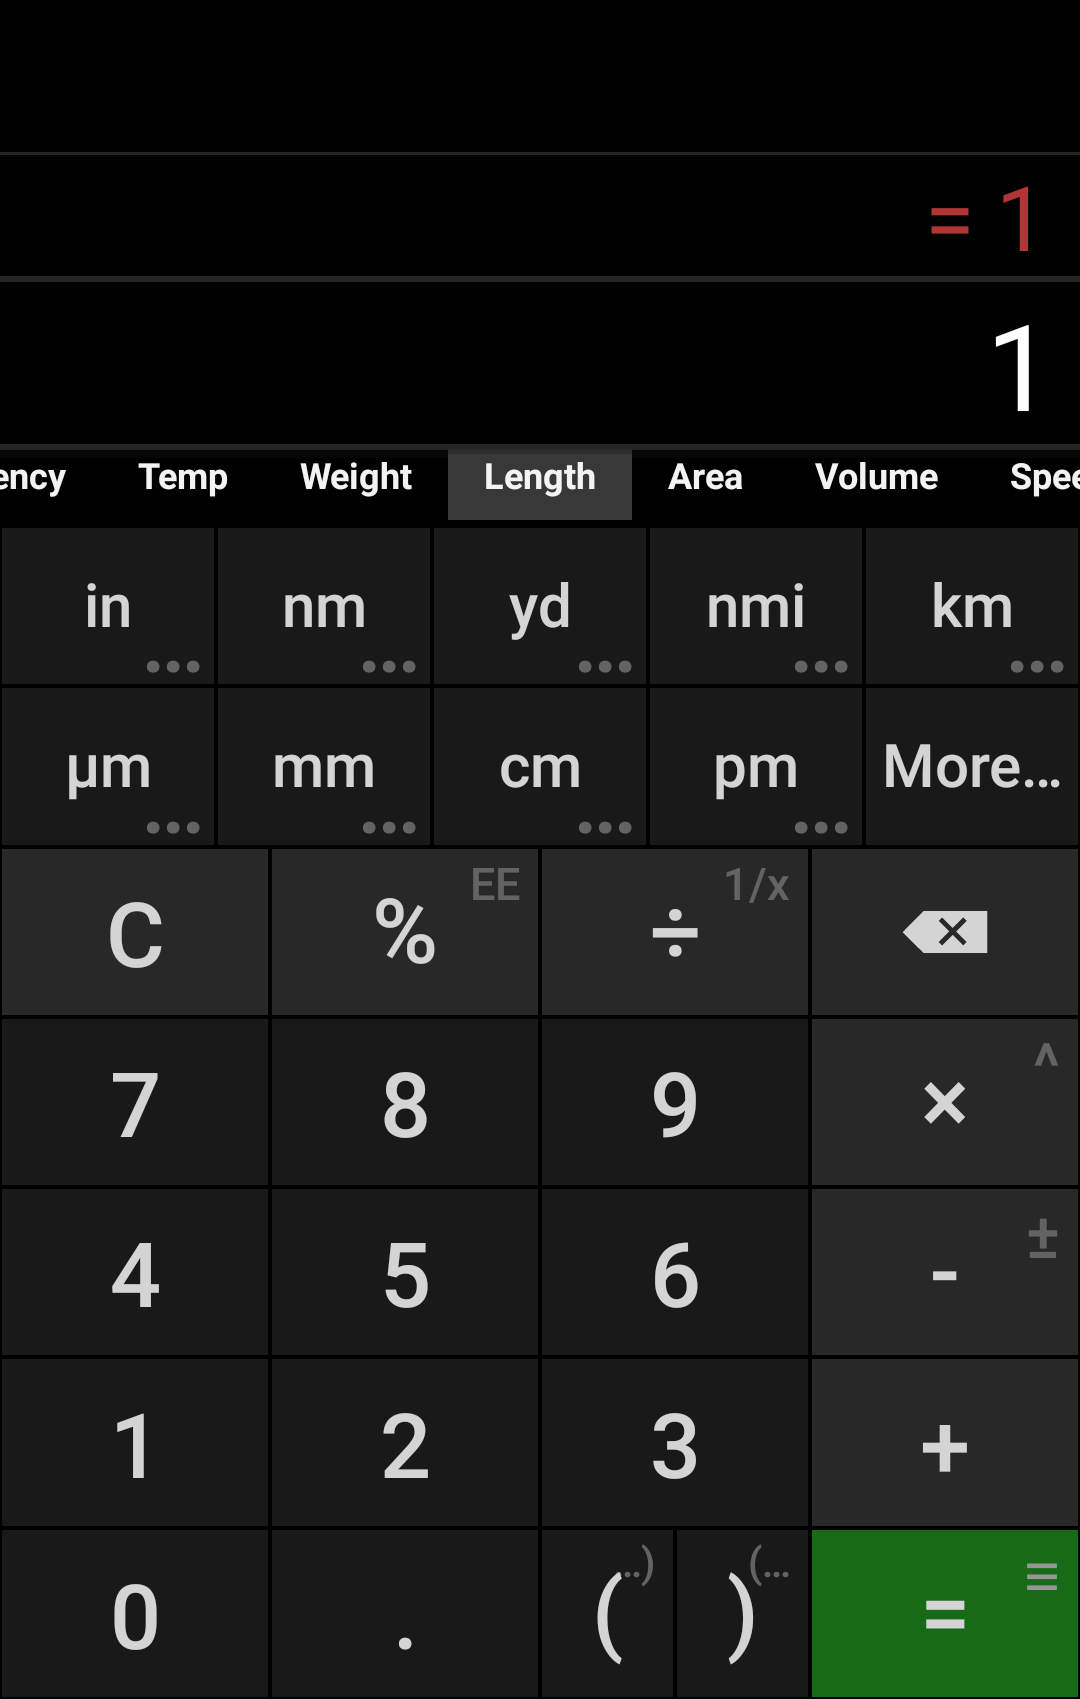 = 1
1
ency Temp Weight Length Area Volume Spee
in nm yd nmi km
µm mm cm pm More...
C % EE ÷ 1/x
7 8 9 × ^
4 5 6 - ±
1 2 3 +
0 . ( ..) ) (... =